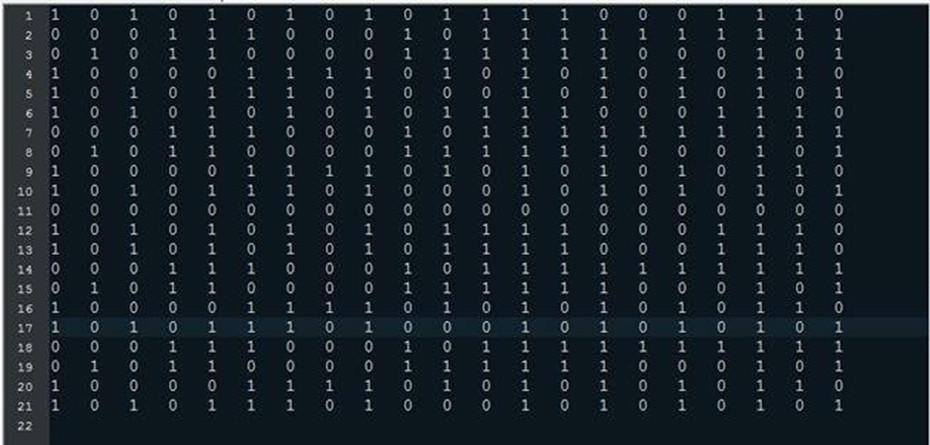 1 1 0 1 0 1 0 1 0 1 0 1 1 1 1 0 0 0 1 1 1 0
2 0 0 0 1 1 1 0 0 0 1 0 1 1 1 1 1 1 1 1 1 1
3 0 1 0 1 1 0 0 0 0 1 1 1 1 1 1 0 0 0 1 0 1
4 1 0 0 0 0 1 1 1 1 0 1 0 1 0 1 0 1 0 1 1 0
5 1 0 1 0 1 1 1 0 1 0 0 0 1 0 1 0 1 0 1 0 1
6 1 0 1 0 1 0 1 0 1 0 1 1 1 1 0 0 0 1 1 1 0
7 0 0 0 1 1 1 0 0 0 1 0 1 1 1 1 1 1 1 1 1 1
8 0 1 0 1 1 0 0 0 0 1 1 1 1 1 1 0 0 0 1 0 1
9 1 0 0 0 0 1 1 1 1 0 1 0 1 0 1 0 1 0 1 1 0
10 1 0 1 0 1 1 1 0 1 0 0 0 1 0 1 0 1 0 1 0 1
11 0 0 0 0 0 0 0 0 0 0 0 0 0 0 0 0 0 0 0 0 0
12 1 0 1 0 1 0 1 0 1 0 1 1 1 1 0 0 0 1 1 1 0
13 1 0 1 0 1 0 1 0 1 0 1 1 1 1 0 0 0 1 1 1 0
14 0 0 0 1 1 1 0 0 0 1 0 1 1 1 1 1 1 1 1 1 1
15 0 1 0 1 1 0 0 0 0 1 1 1 1 1 1 0 0 0 1 0 1
16 1 0 0 0 0 1 1 1 1 0 1 0 1 0 1 0 1 0 1 1 0
17 1 0 1 0 1 1 1 0 1 0 0 0 1 0 1 0 1 0 1 0 1
18 0 0 0 1 1 1 0 0 0 1 0 1 1 1 1 1 1 1 1 1 1
19 0 1 0 1 1 0 0 0 0 1 1 1 1 1 1 0 0 0 1 0 1
20 1 0 0 0 0 1 1 1 1 0 1 0 1 0 1 0 1 0 1 1 0
21 1 0 1 0 1 1 1 0 1 0 0 0 1 0 1 0 1 0 1 0 1
22